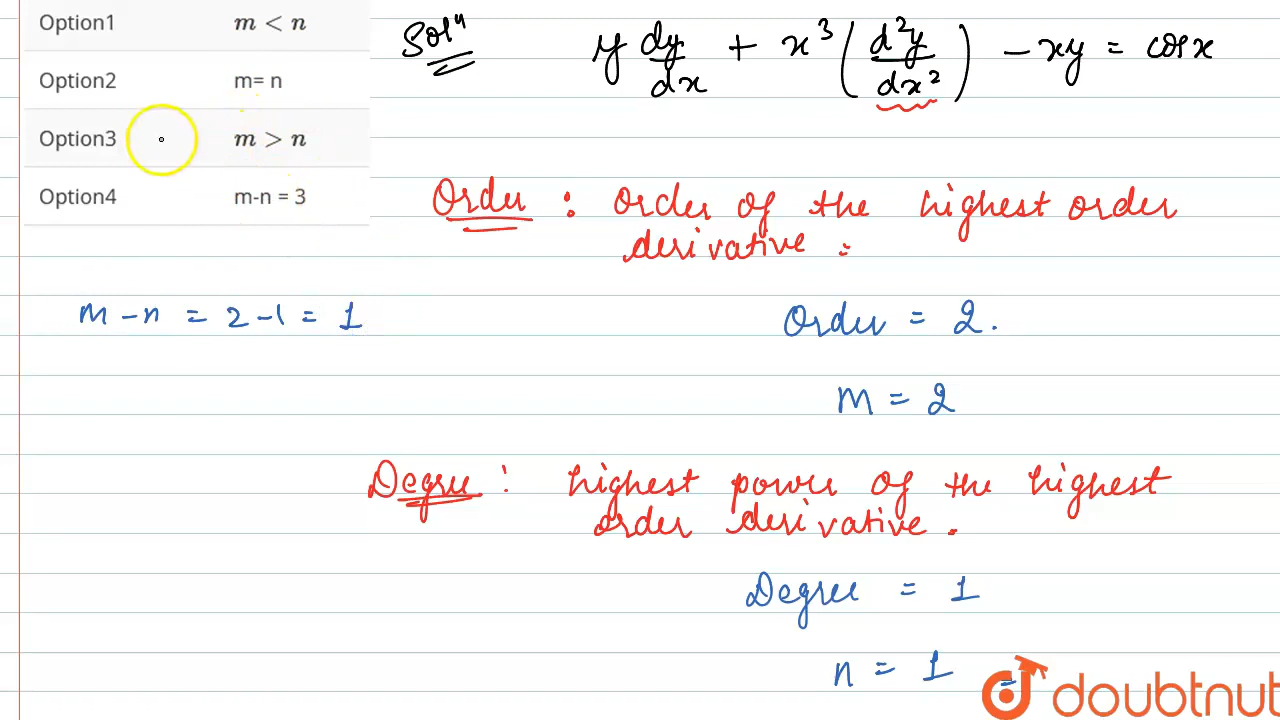 Option1 m < n
Option2 m= n
Option3 m > n
Option4 m-n = 3
Solⁿ y dy/dx + x³ (d²y/dx²) - xy = cosx
Order : Order of the highest order
derivative =
m - n = 2 - 1 = 1
Order = 2.
m = 2
Degree : highest power of the highest
order derivative.
Degree = 1
n = 1 =
doubtnut